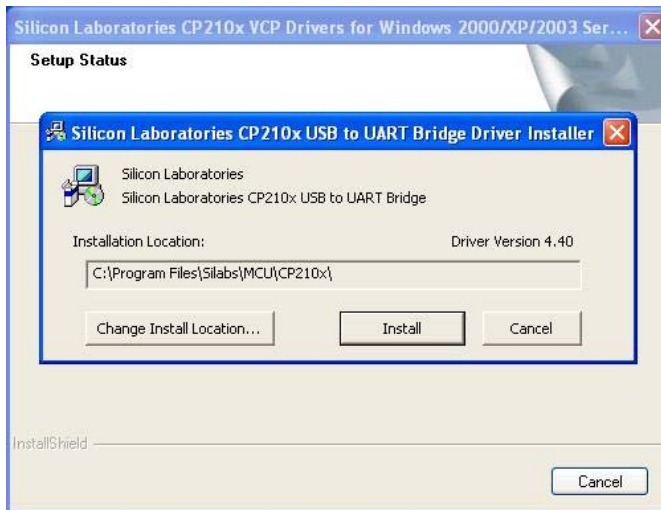 Silicon Laboratories CP210x VCP Drivers for Windows 2000/XP/2003 Ser...
Setup Status
Silicon Laboratories CP210x USB to UART Bridge Driver Installer
Silicon Laboratories
Silicon Laboratories CP210x USB to UART Bridge
Installation Location:
Driver Version 4.40
C:\Program Files\Silabs\MCU\CP210x\
Change Install Location...
Install
Cancel
InstallShield
Cancel